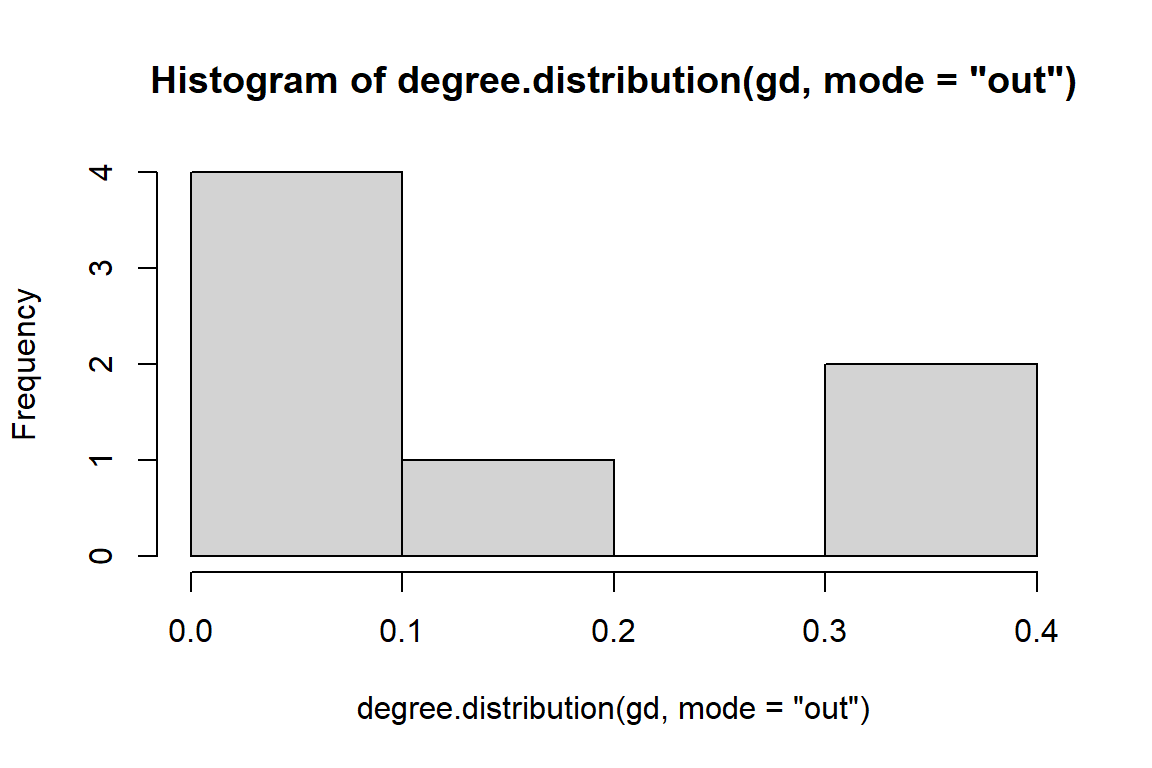 Histogram of degree.distribution(gd, mode = "out")
Frequency
4
3
2
1
0
0.0 0.1 0.2 0.3 0.4
degree.distribution(gd, mode = "out")